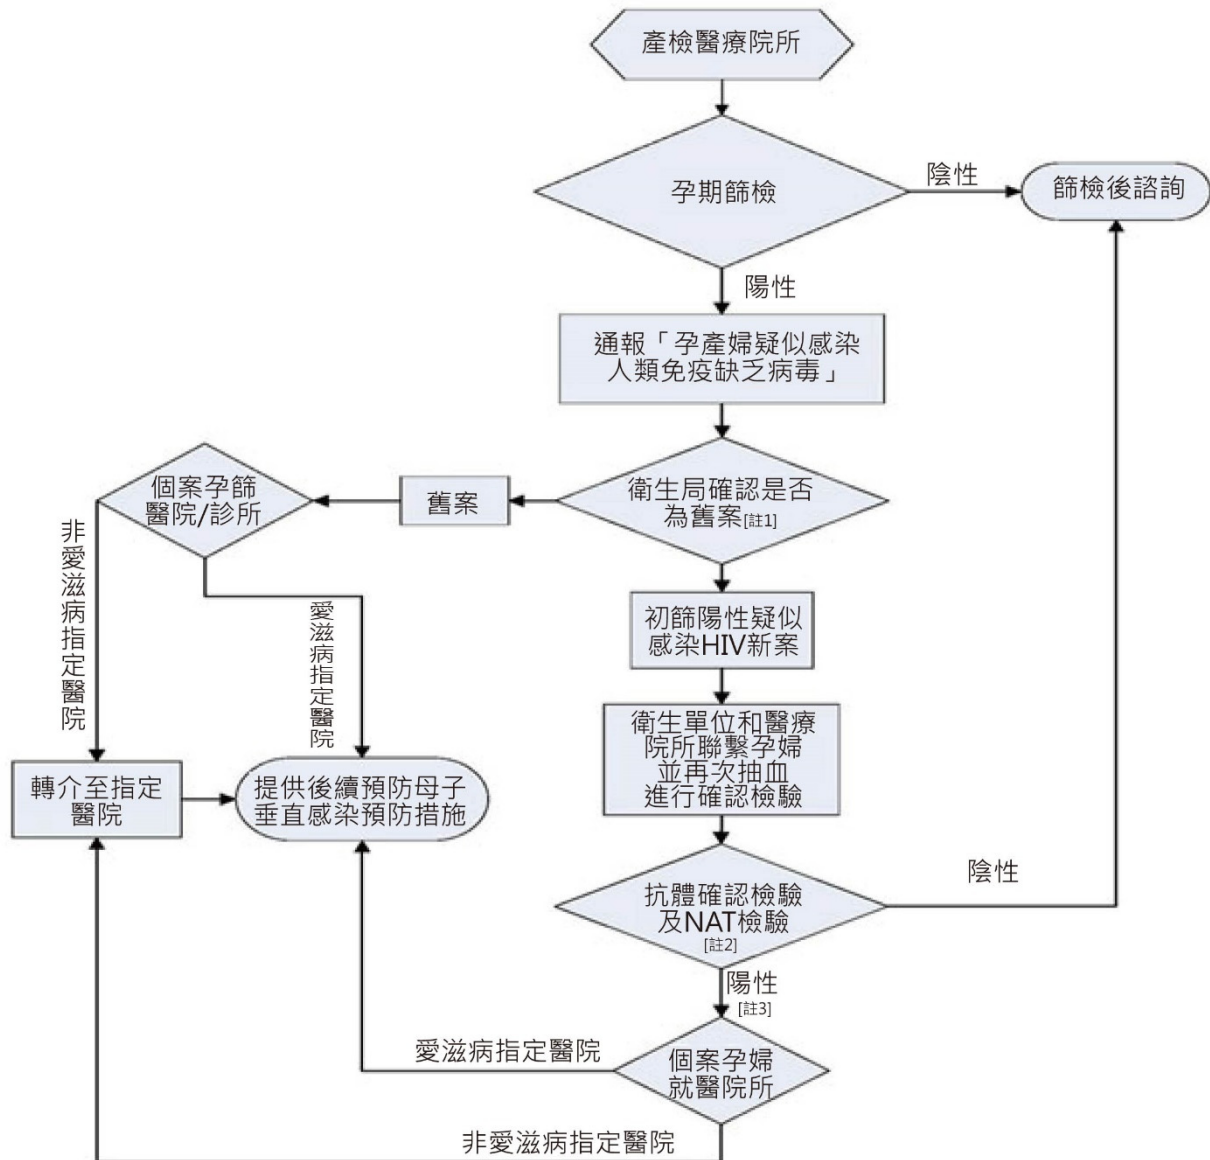 產檢醫療院所
孕期篩檢
陰性
篩檢後諮詢
陽性
通報「孕產婦疑似感染
人類免疫缺乏病毒」
衛生局確認是否
為舊案[註1]
舊案
個案孕篩
醫院/診所
非愛滋病指定醫院
愛滋病指定醫院
初篩陽性疑似
感染HIV新案
衛生單位和醫療
院所聯繫孕婦
並再次抽血
進行確認檢驗
轉介至指定
醫院
提供後續預防母子
垂直感染預防措施
抗體確認檢驗
及NAT檢驗
[註2]
陰性
陽性
[註3]
個案孕婦
就醫院所
愛滋病指定醫院
非愛滋病指定醫院